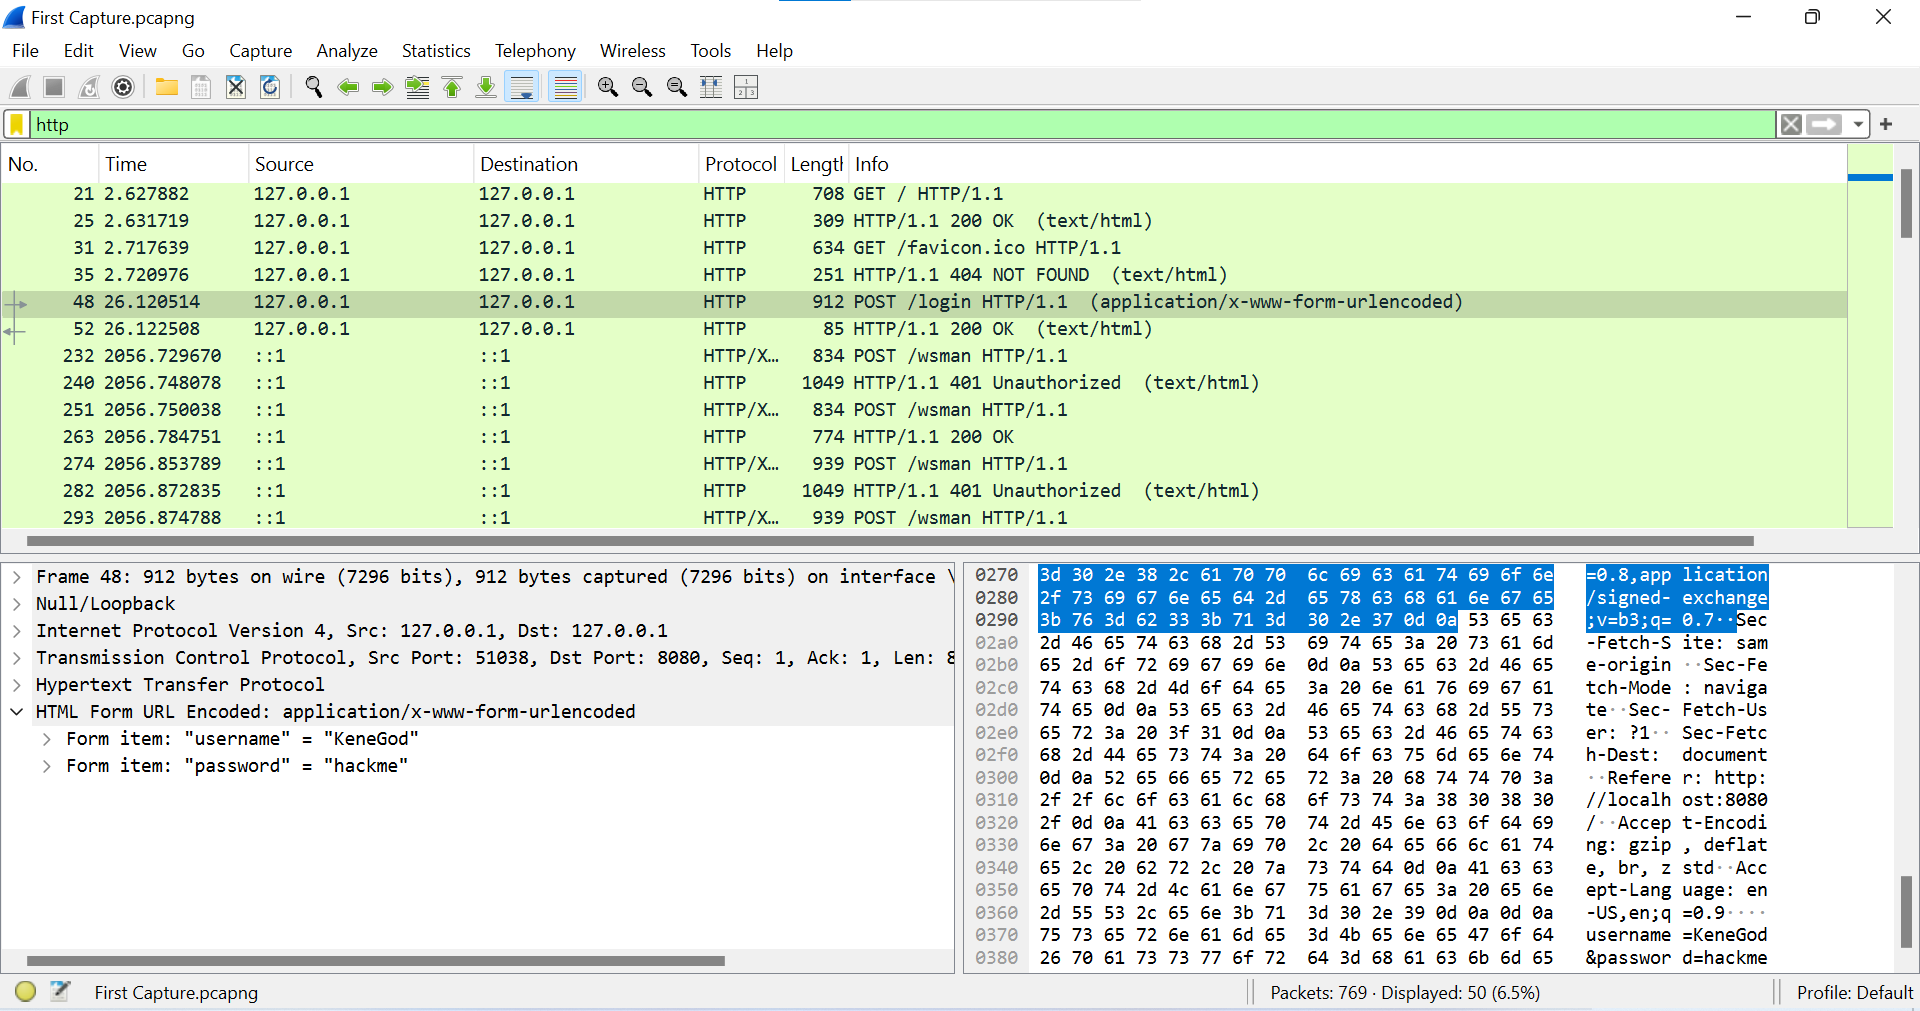 First Capture.pcapng
File Edit View Go Capture Analyze Statistics Telephony Wireless Tools Help
http
No. Time Source Destination Protocol Length Info
21 2.627882 127.0.0.1 127.0.0.1 HTTP 708 GET / HTTP/1.1
25 2.631719 127.0.0.1 127.0.0.1 HTTP 309 HTTP/1.1 200 OK (text/html)
31 2.717639 127.0.0.1 127.0.0.1 HTTP 634 GET /favicon.ico HTTP/1.1
35 2.720976 127.0.0.1 127.0.0.1 HTTP 251 HTTP/1.1 404 NOT FOUND (text/html)
48 26.120514 127.0.0.1 127.0.0.1 HTTP 912 POST /login HTTP/1.1 (application/x-www-form-urlencoded)
52 26.122508 127.0.0.1 127.0.0.1 HTTP 85 HTTP/1.1 200 OK (text/html)
232 2056.729670 ::1 ::1 HTTP/X… 834 POST /wsman HTTP/1.1
240 2056.748078 ::1 ::1 HTTP 1049 HTTP/1.1 401 Unauthorized (text/html)
251 2056.750038 ::1 ::1 HTTP/X… 834 POST /wsman HTTP/1.1
263 2056.784751 ::1 ::1 HTTP 774 HTTP/1.1 200 OK
274 2056.853789 ::1 ::1 HTTP/X… 939 POST /wsman HTTP/1.1
282 2056.872835 ::1 ::1 HTTP 1049 HTTP/1.1 401 Unauthorized (text/html)
293 2056.874788 ::1 ::1 HTTP/X… 939 POST /wsman HTTP/1.1
Frame 48: 912 bytes on wire (7296 bits), 912 bytes captured (7296 bits) on interface \
Null/Loopback
Internet Protocol Version 4, Src: 127.0.0.1, Dst: 127.0.0.1
Transmission Control Protocol, Src Port: 51038, Dst Port: 8080, Seq: 1, Ack: 1, Len: 8
Hypertext Transfer Protocol
HTML Form URL Encoded: application/x-www-form-urlencoded
Form item: "username" = "KeneGod"
Form item: "password" = "hackme"
0270 3d 30 2e 38 2c 61 70 70 6c 69 63 61 74 69 6f 6e =0.8,app lication
0280 2f 73 69 67 6e 65 64 2d 65 78 63 68 61 6e 67 65 /signed- exchange
0290 3b 76 3d 62 33 3b 71 3d 30 2e 37 0d 0a 53 65 63 ;v=b3;q= 0.7··Sec
02a0 2d 46 65 74 63 68 2d 53 69 74 65 3a 20 73 61 6d -Fetch-S ite: sam
02b0 65 2d 6f 72 69 67 69 6e 0d 0a 53 65 63 2d 46 65 e-origin ··Sec-Fe
02c0 74 63 68 2d 4d 6f 64 65 3a 20 6e 61 76 69 67 61 tch-Mode : naviga
02d0 74 65 0d 0a 53 65 63 2d 46 65 74 63 68 2d 55 73 te··Sec- Fetch-Us
02e0 65 72 3a 20 3f 31 0d 0a 53 65 63 2d 46 65 74 63 er: ?1·· Sec-Fetc
02f0 68 2d 44 65 73 74 3a 20 64 6f 63 75 6d 65 6e 74 h-Dest: document
0300 0d 0a 52 65 66 65 72 65 72 3a 20 68 74 74 70 3a ··Refere r: http:
0310 2f 2f 6c 6f 63 61 6c 68 6f 73 74 3a 38 30 38 30 //localh ost:8080
0320 2f 0d 0a 41 63 63 65 70 74 2d 45 6e 63 6f 64 69 /··Accep t-Encodi
0330 6e 67 3a 20 67 7a 69 70 2c 20 64 65 66 6c 61 74 ng: gzip , deflat
0340 65 2c 20 62 72 2c 20 7a 73 74 64 0d 0a 41 63 63 e, br, z std··Acc
0350 65 70 74 2d 4c 61 6e 67 75 61 67 65 3a 20 65 6e ept-Lang uage: en
0360 2d 55 53 2c 65 6e 3b 71 3d 30 2e 39 0d 0a 0d 0a -US,en;q =0.9····
0370 75 73 65 72 6e 61 6d 65 3d 4b 65 6e 65 47 6f 64 username =KeneGod
0380 26 70 61 73 73 77 6f 72 64 3d 68 61 63 6b 6d 65 &passwor d=hackme
First Capture.pcapng Packets: 769 · Displayed: 50 (6.5%) Profile: Default